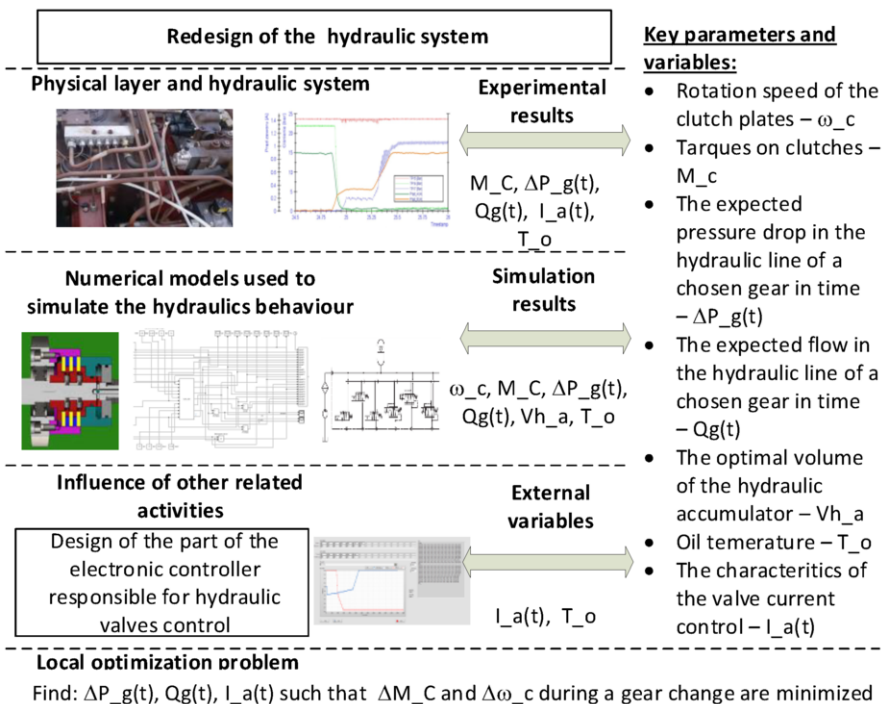 Redesign of the hydraulic system
Physical layer and hydraulic system
Experimental
results
M_C, ΔP_g(t),
Qg(t), I_a(t),
T_o
Numerical models used to
simulate the hydraulics behaviour
Simulation
results
ω_c, M_C, ΔP_g(t),
Qg(t), Vh_a, T_o
Influence of other related
activities
Design of the part of the
electronic controller
responsible for hydraulic
valves control
External
variables
I_a(t), T_o
Key parameters and
variables:
• Rotation speed of the
clutch plates – ω_c
• Tarques on clutches –
M_c
• The expected
pressure drop in the
hydraulic line of a
chosen gear in time
– ΔP_g(t)
• The expected flow in
the hydraulic line of a
chosen gear in time
– Qg(t)
• The optimal volume
of the hydraulic
accumulator – Vh_a
• Oil temerature – T_o
• The characteritics of
the valve current
control – I_a(t)
Local optimization problem
Find: ΔP_g(t), Qg(t), I_a(t) such that ΔM_C and Δω_c during a gear change are minimized